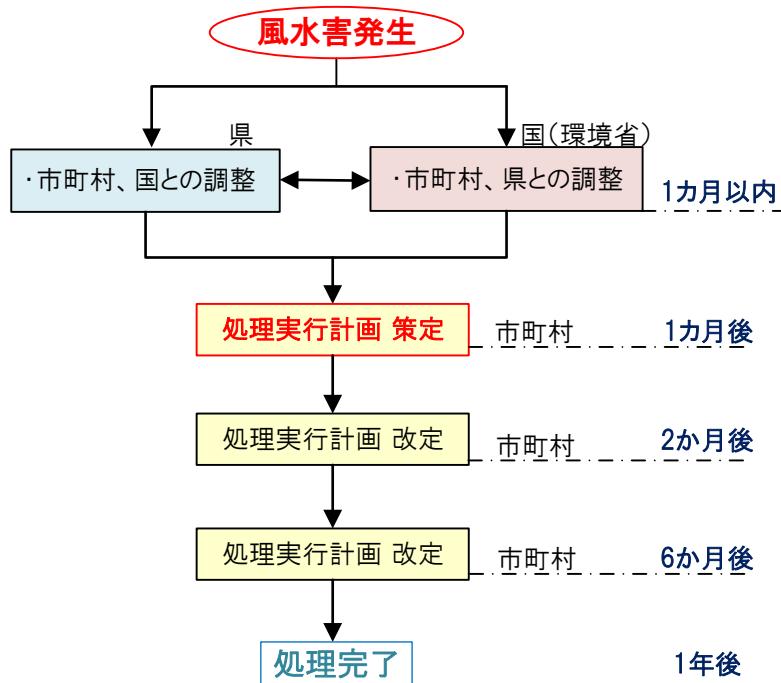 風水害発生
県
国（環境省）
・市町村、国との調整
・市町村、県との調整
1カ月以内
処理実行計画 策定
市町村
1カ月後
処理実行計画 改定
市町村
2か月後
処理実行計画 改定
市町村
6か月後
処理完了
1年後